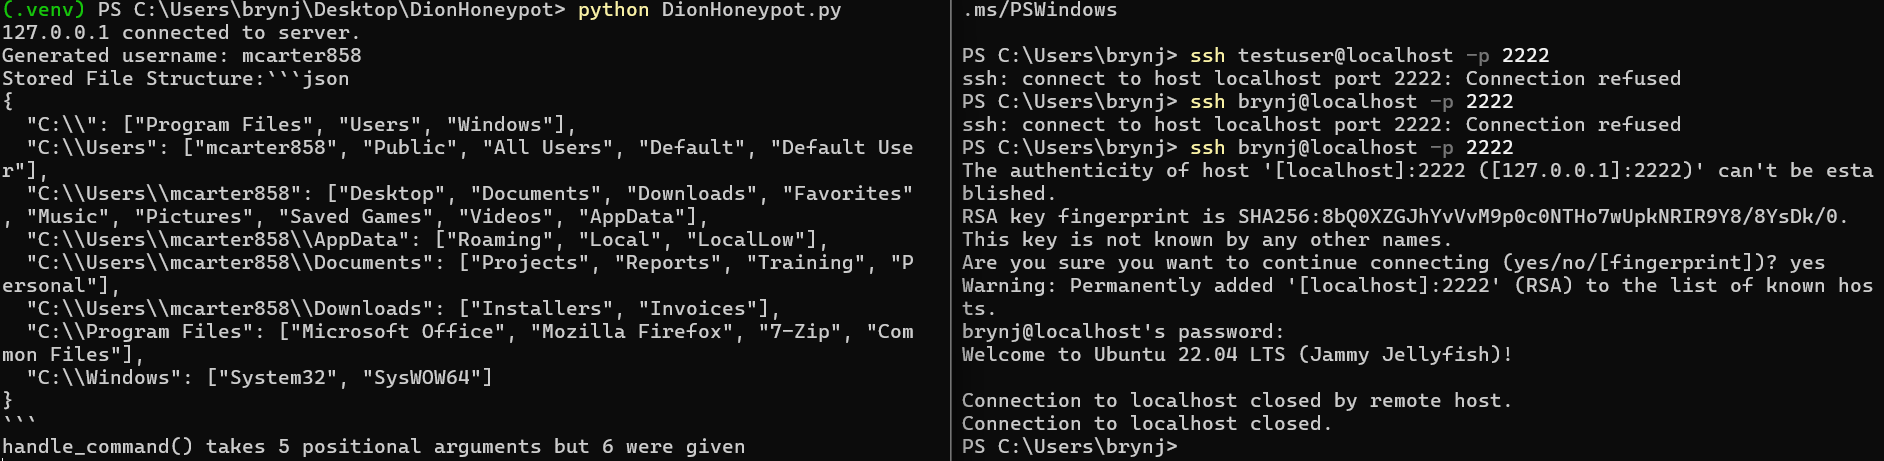 (.venv) PS C:\Users\brynj\Desktop\DionHoneypot> python DionHoneypot.py
127.0.0.1 connected to server.
Generated username: mcarter858
Stored File Structure:```json
{
  "C:\\": ["Program Files", "Users", "Windows"],
  "C:\\Users": ["mcarter858", "Public", "All Users", "Default", "Default Use
r"],
  "C:\\Users\\mcarter858": ["Desktop", "Documents", "Downloads", "Favorites"
, "Music", "Pictures", "Saved Games", "Videos", "AppData"],
  "C:\\Users\\mcarter858\\AppData": ["Roaming", "Local", "LocalLow"],
  "C:\\Users\\mcarter858\\Documents": ["Projects", "Reports", "Training", "P
ersonal"],
  "C:\\Users\\mcarter858\\Downloads": ["Installers", "Invoices"],
  "C:\\Program Files": ["Microsoft Office", "Mozilla Firefox", "7-Zip", "Com
mon Files"],
  "C:\\Windows": ["System32", "SysWOW64"]
}
```
handle_command() takes 5 positional arguments but 6 were given
.ms/PSWindows
PS C:\Users\brynj> ssh testuser@localhost -p 2222
ssh: connect to host localhost port 2222: Connection refused
PS C:\Users\brynj> ssh brynj@localhost -p 2222
ssh: connect to host localhost port 2222: Connection refused
PS C:\Users\brynj> ssh brynj@localhost -p 2222
The authenticity of host '[localhost]:2222 ([127.0.0.1]:2222)' can't be esta
blished.
RSA key fingerprint is SHA256:8bQ0XZGJhYvVvM9p0c0NTHo7wUpkNRIR9Y8/8YsDk/0.
This key is not known by any other names.
Are you sure you want to continue connecting (yes/no/[fingerprint])? yes
Warning: Permanently added '[localhost]:2222' (RSA) to the list of known hos
ts.
brynj@localhost's password:
Welcome to Ubuntu 22.04 LTS (Jammy Jellyfish)!
Connection to localhost closed by remote host.
Connection to localhost closed.
PS C:\Users\brynj>